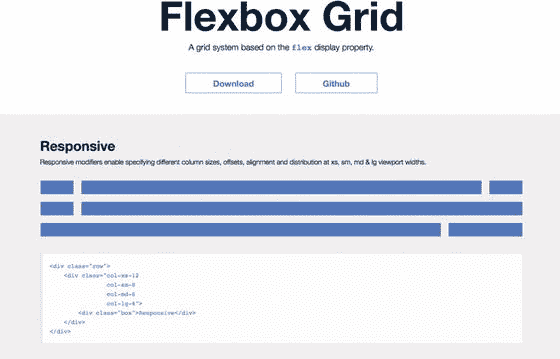 Flexbox Grid
A grid system based on the flex display property.
Download
Github
Responsive
Responsive modifiers enable specifying different column sizes, offsets, alignment and distribution at xs, sm, md & lg viewport widths.
<div class="row">
<div class="col-xs-12
col-sm-8
col-md-6
col-lg-4">
<div class="box">Responsive</div>
</div>
</div>